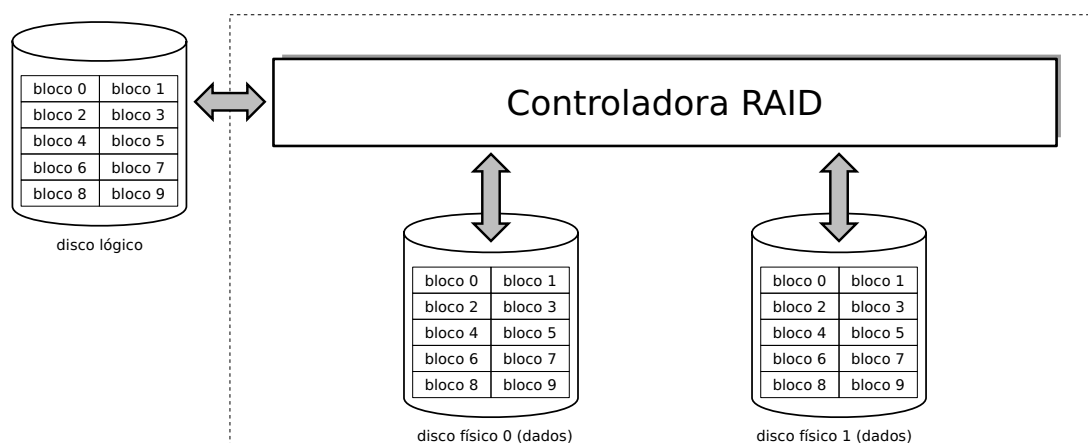 Controladora RAID
bloco 0 bloco 1
bloco 2 bloco 3
bloco 4 bloco 5
bloco 6 bloco 7
bloco 8 bloco 9
disco lógico
bloco 0 bloco 1
bloco 2 bloco 3
bloco 4 bloco 5
bloco 6 bloco 7
bloco 8 bloco 9
disco físico 0 (dados)
bloco 0 bloco 1
bloco 2 bloco 3
bloco 4 bloco 5
bloco 6 bloco 7
bloco 8 bloco 9
disco físico 1 (dados)